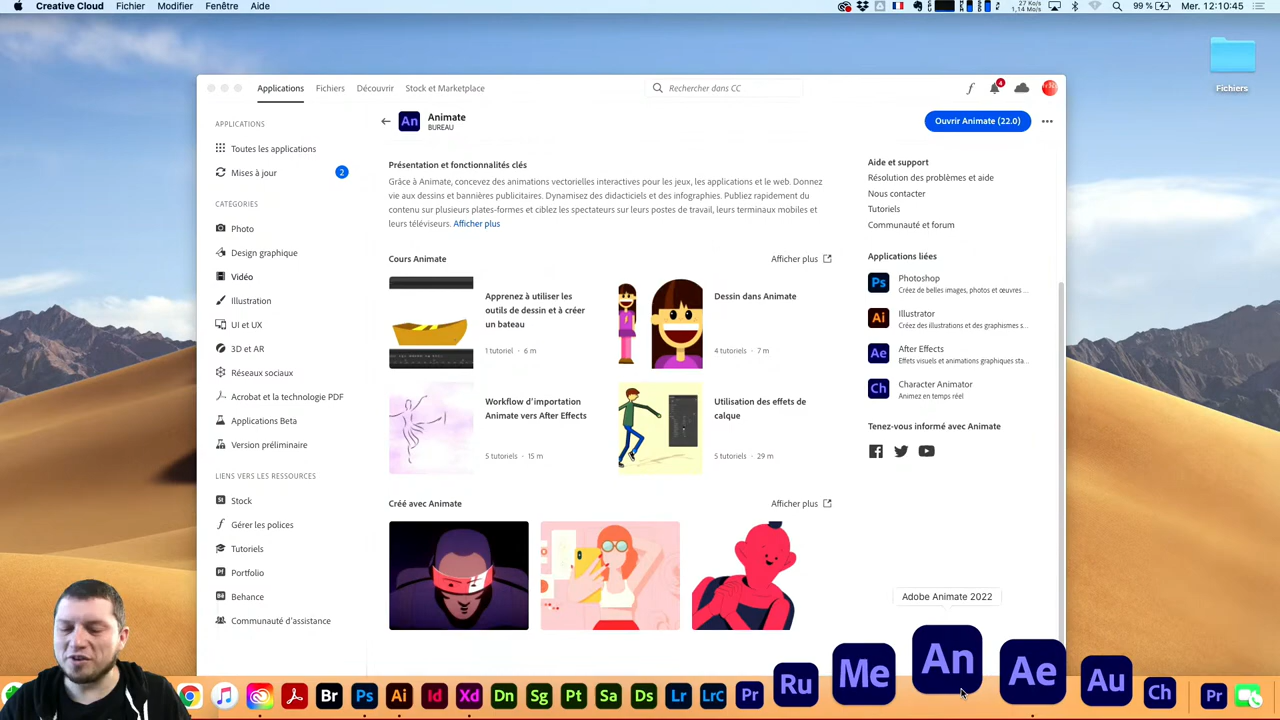 Creative Cloud Fichier Modifier Fenêtre Aide
27 Ko/s
1,14 Mo/s
99 % Mer. 12:10:45
Fichiers
Applications Fichiers Découvrir Stock et Marketplace
Rechercher dans CC
4
APPLICATIONS
Toutes les applications
Mises à jour 2
CATÉGORIES
Photo
Design graphique
Vidéo
Illustration
UI et UX
3D et AR
Réseaux sociaux
Acrobat et la technologie PDF
Applications Beta
Version préliminaire
LIENS VERS LES RESSOURCES
St Stock
Gérer les polices
Tutoriels
Portfolio
Behance
Communauté d'assistance
An Animate
BUREAU
Ouvrir Animate (22.0)
Présentation et fonctionnalités clés
Grâce à Animate, concevez des animations vectorielles interactives pour les jeux, les applications et le web. Donnez
vie aux dessins et bannières publicitaires. Dynamisez des didacticiels et des infographies. Publiez rapidement du
contenu sur plusieurs plates-formes et ciblez les spectateurs sur leurs postes de travail, leurs terminaux mobiles et
leurs téléviseurs. Afficher plus
Cours Animate Afficher plus
Apprenez à utiliser les
outils de dessin et à créer
un bateau
1 tutoriel · 6 m
Dessin dans Animate
4 tutoriels · 7 m
Workflow d'importation
Animate vers After Effects
5 tutoriels · 15 m
Utilisation des effets de
calque
5 tutoriels · 29 m
Créé avec Animate Afficher plus
Aide et support
Résolution des problèmes et aide
Nous contacter
Tutoriels
Communauté et forum
Applications liées
Ps Photoshop
Créez de belles images, photos et œuvres ...
Ai Illustrator
Créez des illustrations et des graphismes s...
Ae After Effects
Effets visuels et animations graphiques sta...
Ch Character Animator
Animez en temps réel
Tenez-vous informé avec Animate
Adobe Animate 2022
Br Ps Ai Id Xd Dn Sg Pt Sa Ds Lr LrC Pr Ru Me An Ae Au Ch Pr